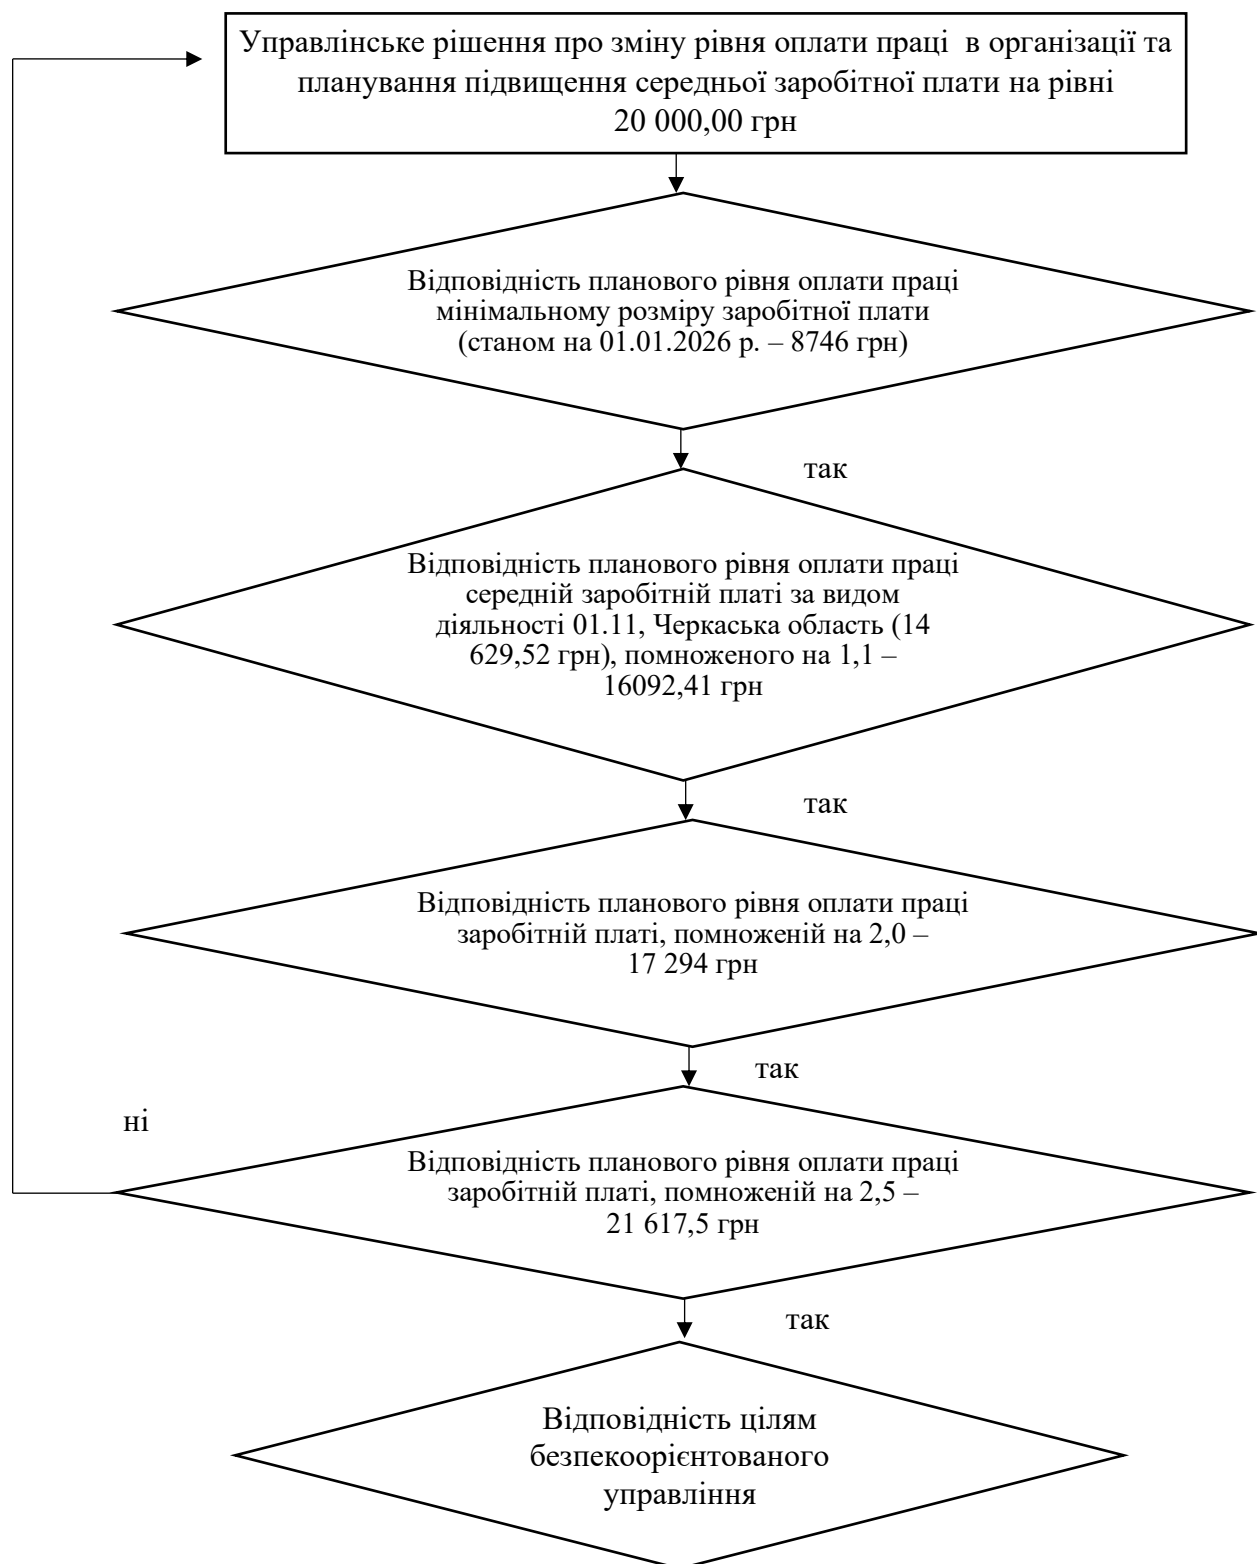 Управлінське рішення про зміну рівня оплати праці в організації та
планування підвищення середньої заробітної плати на рівні
20 000,00 грн
Відповідність планового рівня оплати праці
мінімальному розміру заробітної плати
(станом на 01.01.2026 р. – 8746 грн)
так
Відповідність планового рівня оплати праці
середній заробітній платі за видом
діяльності 01.11, Черкаська область (14
629,52 грн), помноженого на 1,1 –
16092,41 грн
так
Відповідність планового рівня оплати праці
заробітній платі, помноженій на 2,0 –
17 294 грн
так
ні
Відповідність планового рівня оплати праці
заробітній платі, помноженій на 2,5 –
21 617,5 грн
так
Відповідність цілям
безпекоорієнтованого
управління